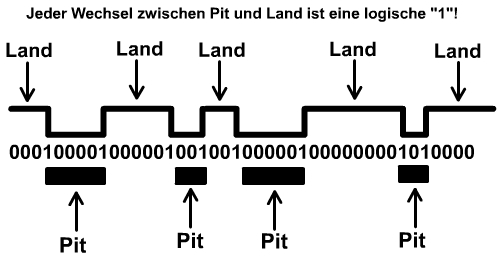 Jeder Wechsel zwischen Pit und Land ist eine logische "1"!
Land Land Land Land Land
000100001000001001001000001000000001010000
Pit Pit Pit Pit